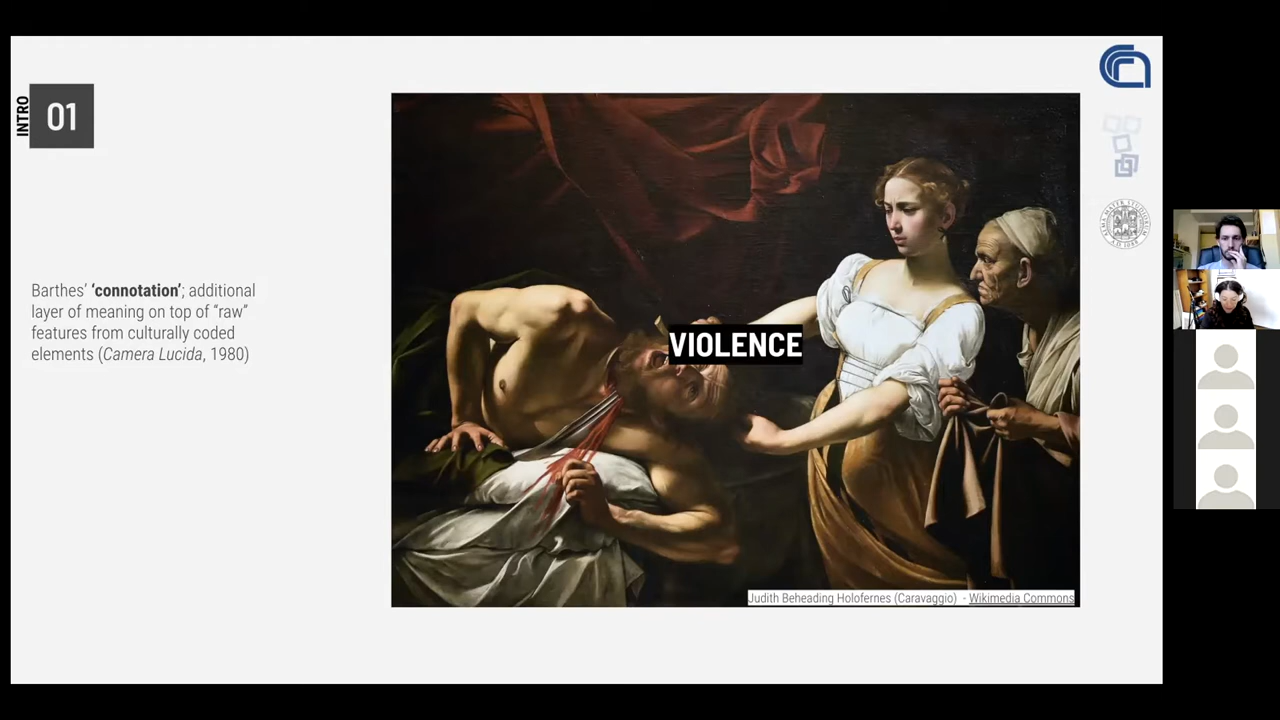 INTRO
01
Barthes' 'connotation'; additional
layer of meaning on top of “raw”
features from culturally coded
elements (Camera Lucida, 1980)
VIOLENCE
Judith Beheading Holofernes (Caravaggio) - Wikimedia Commons